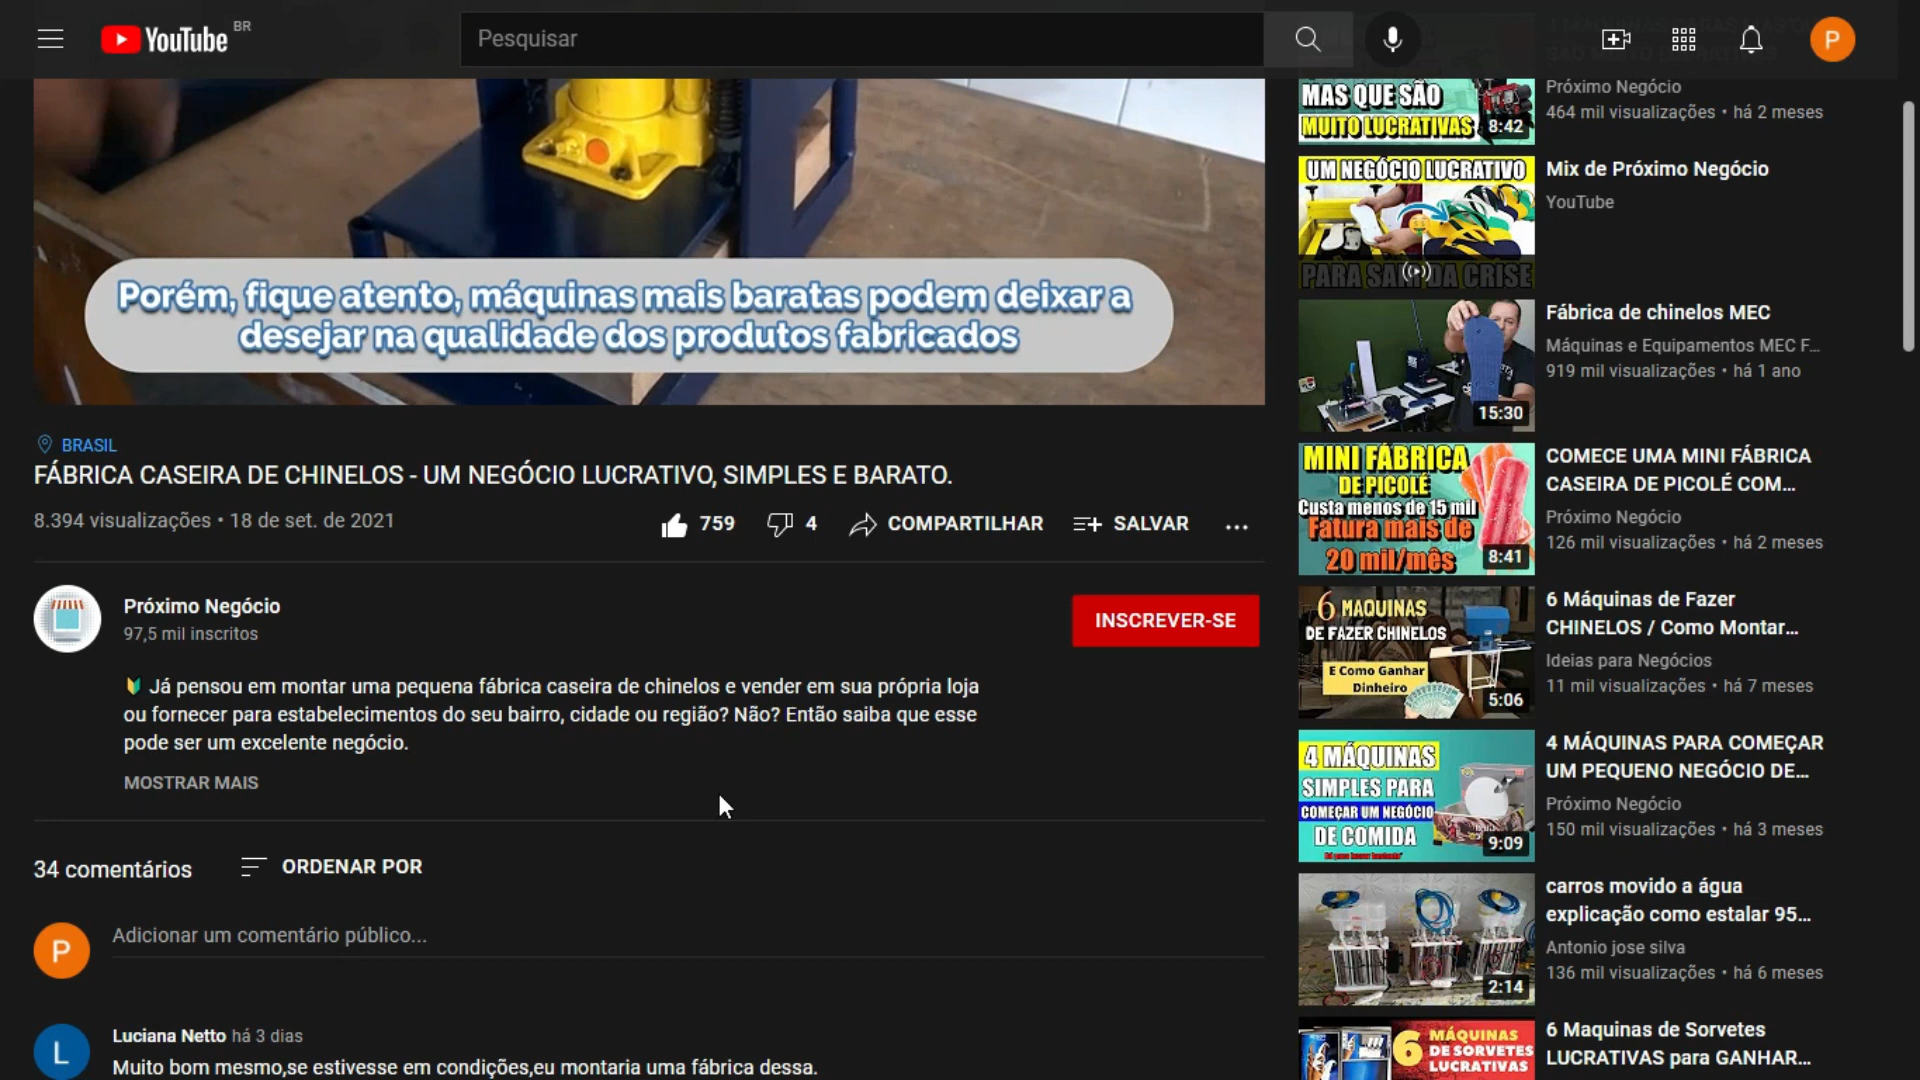 YouTube BR
Pesquisar
P
Porém, fique atento, máquinas mais baratas podem deixar a
desejar na qualidade dos produtos fabricados
BRASIL
FÁBRICA CASEIRA DE CHINELOS - UM NEGÓCIO LUCRATIVO, SIMPLES E BARATO.
8.394 visualizações • 18 de set. de 2021
759
4
COMPARTILHAR
SALVAR
Próximo Negócio
97,5 mil inscritos
INSCREVER-SE
Já pensou em montar uma pequena fábrica caseira de chinelos e vender em sua própria loja
ou fornecer para estabelecimentos do seu bairro, cidade ou região? Não? Então saiba que esse
pode ser um excelente negócio.
MOSTRAR MAIS
34 comentários
ORDENAR POR
P
Adicionar um comentário público...
L
Luciana Netto há 3 dias
Muito bom mesmo,se estivesse em condições,eu montaria uma fábrica dessa.
MAS QUE SÃO
MUITO LUCRATIVAS
8:42
Próximo Negócio
464 mil visualizações • há 2 meses
UM NEGÓCIO LUCRATIVO
PARA SAIR DA CRISE
Mix de Próximo Negócio
YouTube
15:30
Fábrica de chinelos MEC
Máquinas e Equipamentos MEC F...
919 mil visualizações • há 1 ano
MINI FÁBRICA
DE PICOLÉ
Custa menos de 15 mil
Fatura mais de
20 mil/mês
8:41
COMECE UMA MINI FÁBRICA
CASEIRA DE PICOLÉ COM...
Próximo Negócio
126 mil visualizações • há 2 meses
6 MAQUINAS
DE FAZER CHINELOS
E Como Ganhar
Dinheiro
5:06
6 Máquinas de Fazer
CHINELOS / Como Montar...
Ideias para Negócios
11 mil visualizações • há 7 meses
4 MÁQUINAS
SIMPLES PARA
COMEÇAR UM NEGÓCIO
DE COMIDA
9:09
4 MÁQUINAS PARA COMEÇAR
UM PEQUENO NEGÓCIO DE...
Próximo Negócio
150 mil visualizações • há 3 meses
2:14
carros movido a água
explicação como estalar 95...
Antonio jose silva
136 mil visualizações • há 6 meses
6 MÁQUINAS
DE SORVETES
LUCRATIVAS
6 Maquinas de Sorvetes
LUCRATIVAS para GANHAR...